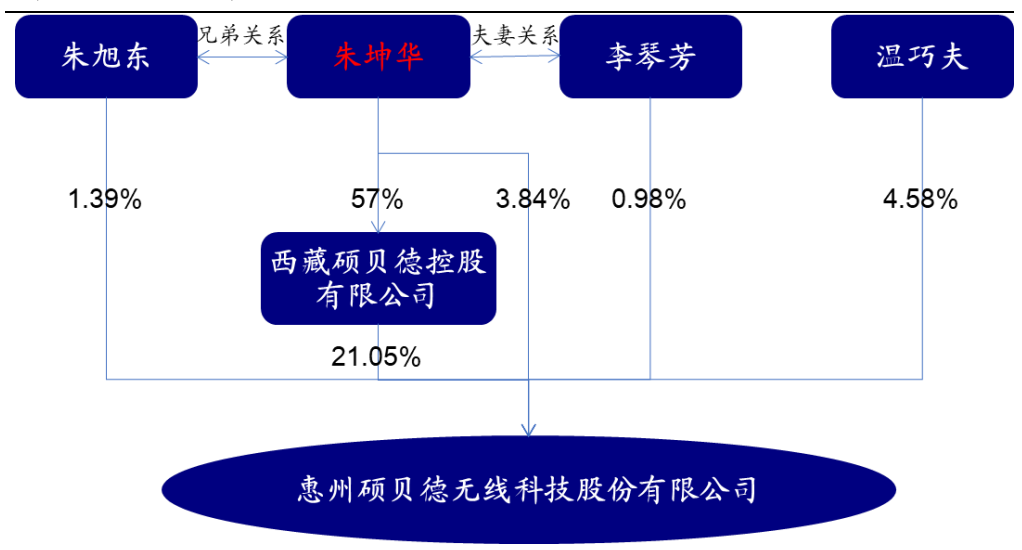 兄弟关系
夫妻关系
朱旭东
朱坤华
李琴芳
温巧夫
1.39%
57%
3.84%
0.98%
4.58%
西藏硕贝德控股
有限公司
21.05%
惠州硕贝德无线科技股份有限公司